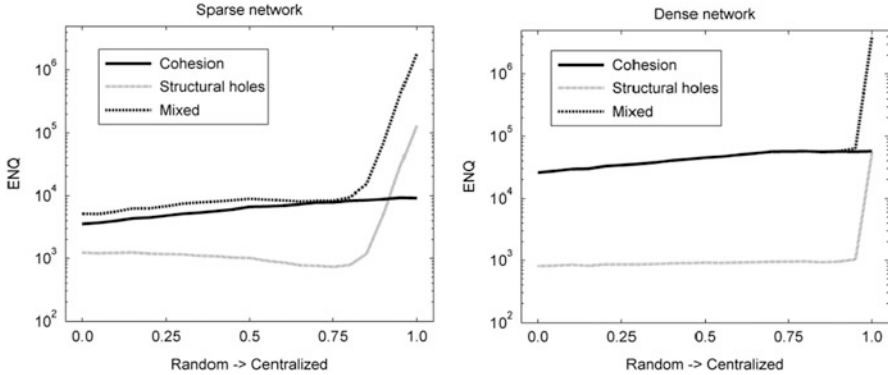 Sparse network
10^6
10^5
10^4
10^3
10^2
ENQ
Cohesion
Structural holes
Mixed
0.0
0.25
0.5
0.75
1.0
Random -> Centralized
Dense network
10^6
10^5
10^4
10^3
10^2
ENQ
Cohesion
Structural holes
Mixed
0.0
0.25
0.5
0.75
1.0
Random -> Centralized